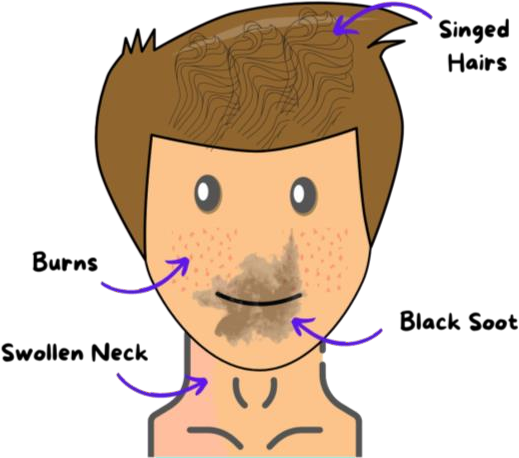 Singed
Hairs
Burns
Black Soot
Swollen Neck